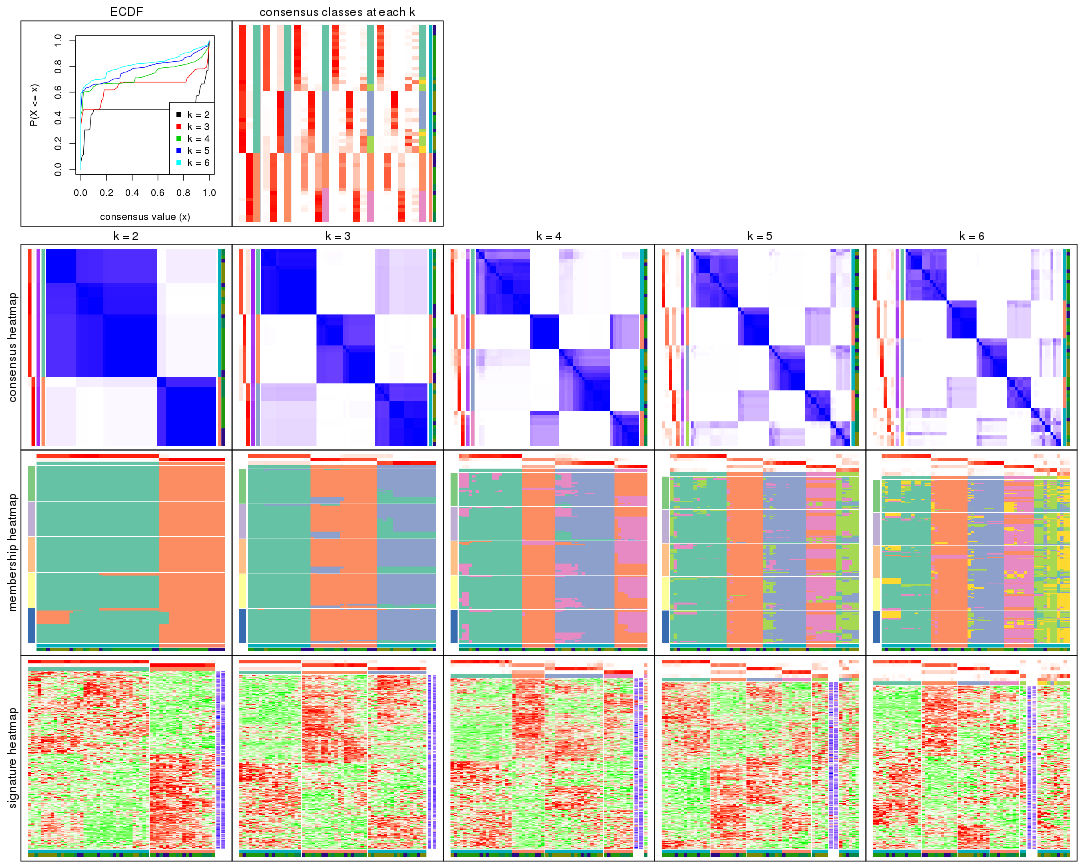 ECDF
consensus classes at each k
P(X <= x)
0.0
0.2
0.4
0.6
0.8
1.0
k = 2
k = 3
k = 4
k = 5
k = 6
0.0 0.2 0.4 0.6 0.8 1.0
consensus value (x)
k = 2
k = 3
k = 4
k = 5
k = 6
consensus heatmap
membership heatmap
signature heatmap